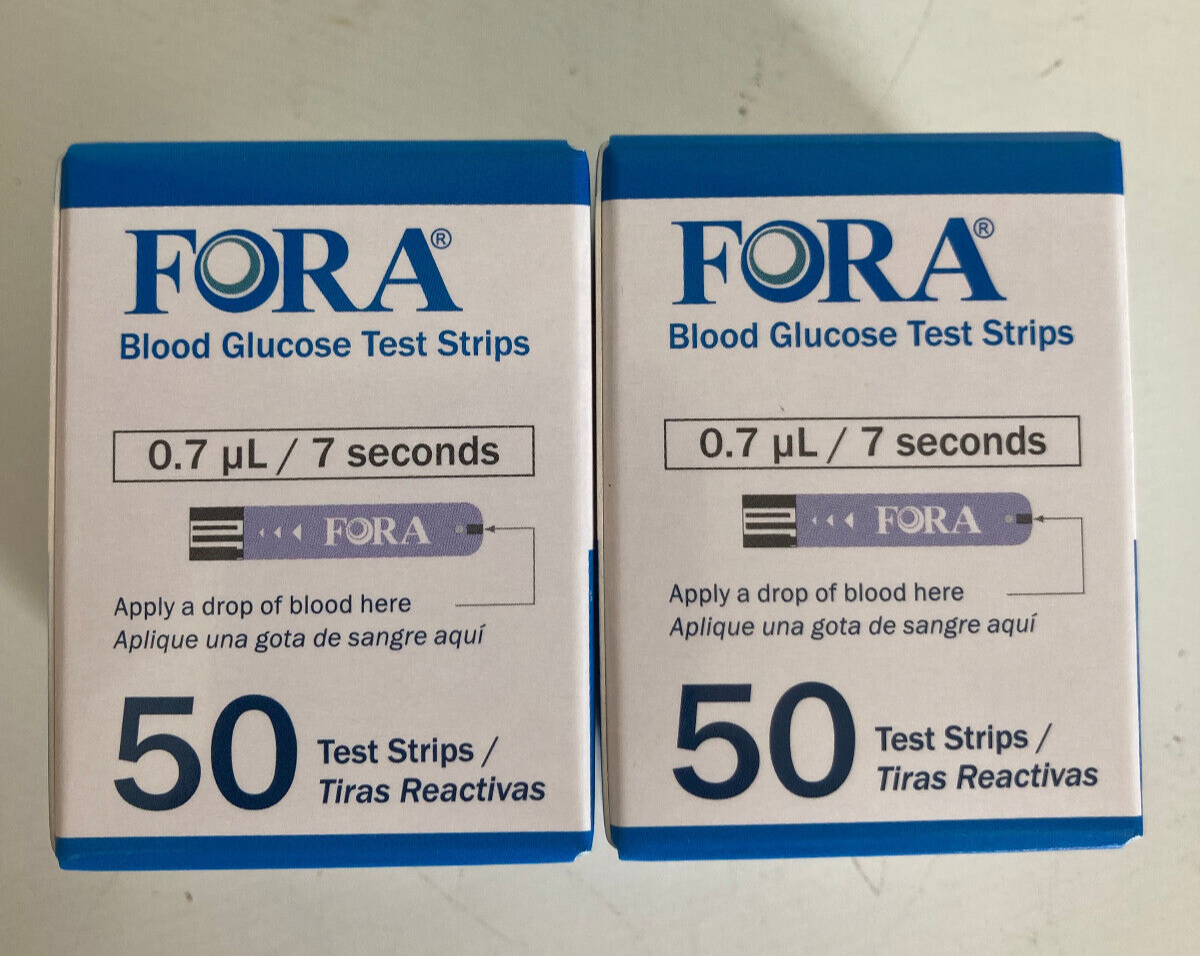 FORA®
Blood Glucose Test Strips
0.7 µL / 7 seconds
FORA
Apply a drop of blood here
Aplique una gota de sangre aquí
50 Test Strips /
Tiras Reactivas
FORA®
Blood Glucose Test Strips
0.7 µL / 7 seconds
FORA
Apply a drop of blood here
Aplique una gota de sangre aquí
50 Test Strips /
Tiras Reactivas